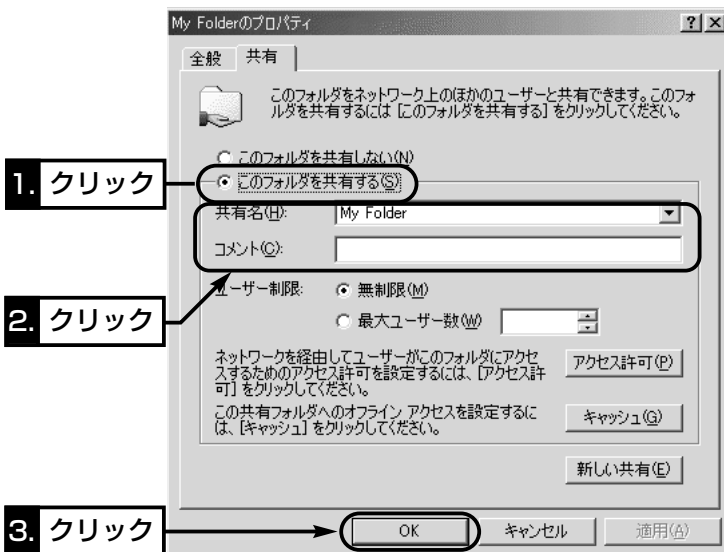 My Folderのプロパティ
全般 共有
このフォルダをネットワーク上のほかのユーザーと共有できます。このフォ
ルダを共有するには [このフォルダを共有する] をクリックしてください。
このフォルダを共有しない(N)
1. クリック
このフォルダを共有する(S)
共有名(H): My Folder
コメント(C):
2. クリック
ユーザー制限: 無制限(M)
最大ユーザー数(W)
ネットワークを経由してユーザーがこのフォルダにアクセ
スするためのアクセス許可を設定するには、[アクセス許
可] をクリックしてください。
アクセス許可(P)
この共有フォルダへのオフライン アクセスを設定するに
は、[キャッシュ] をクリックしてください。
キャッシュ(G)
新しい共有(E)
3. クリック
OK キャンセル 適用(A)